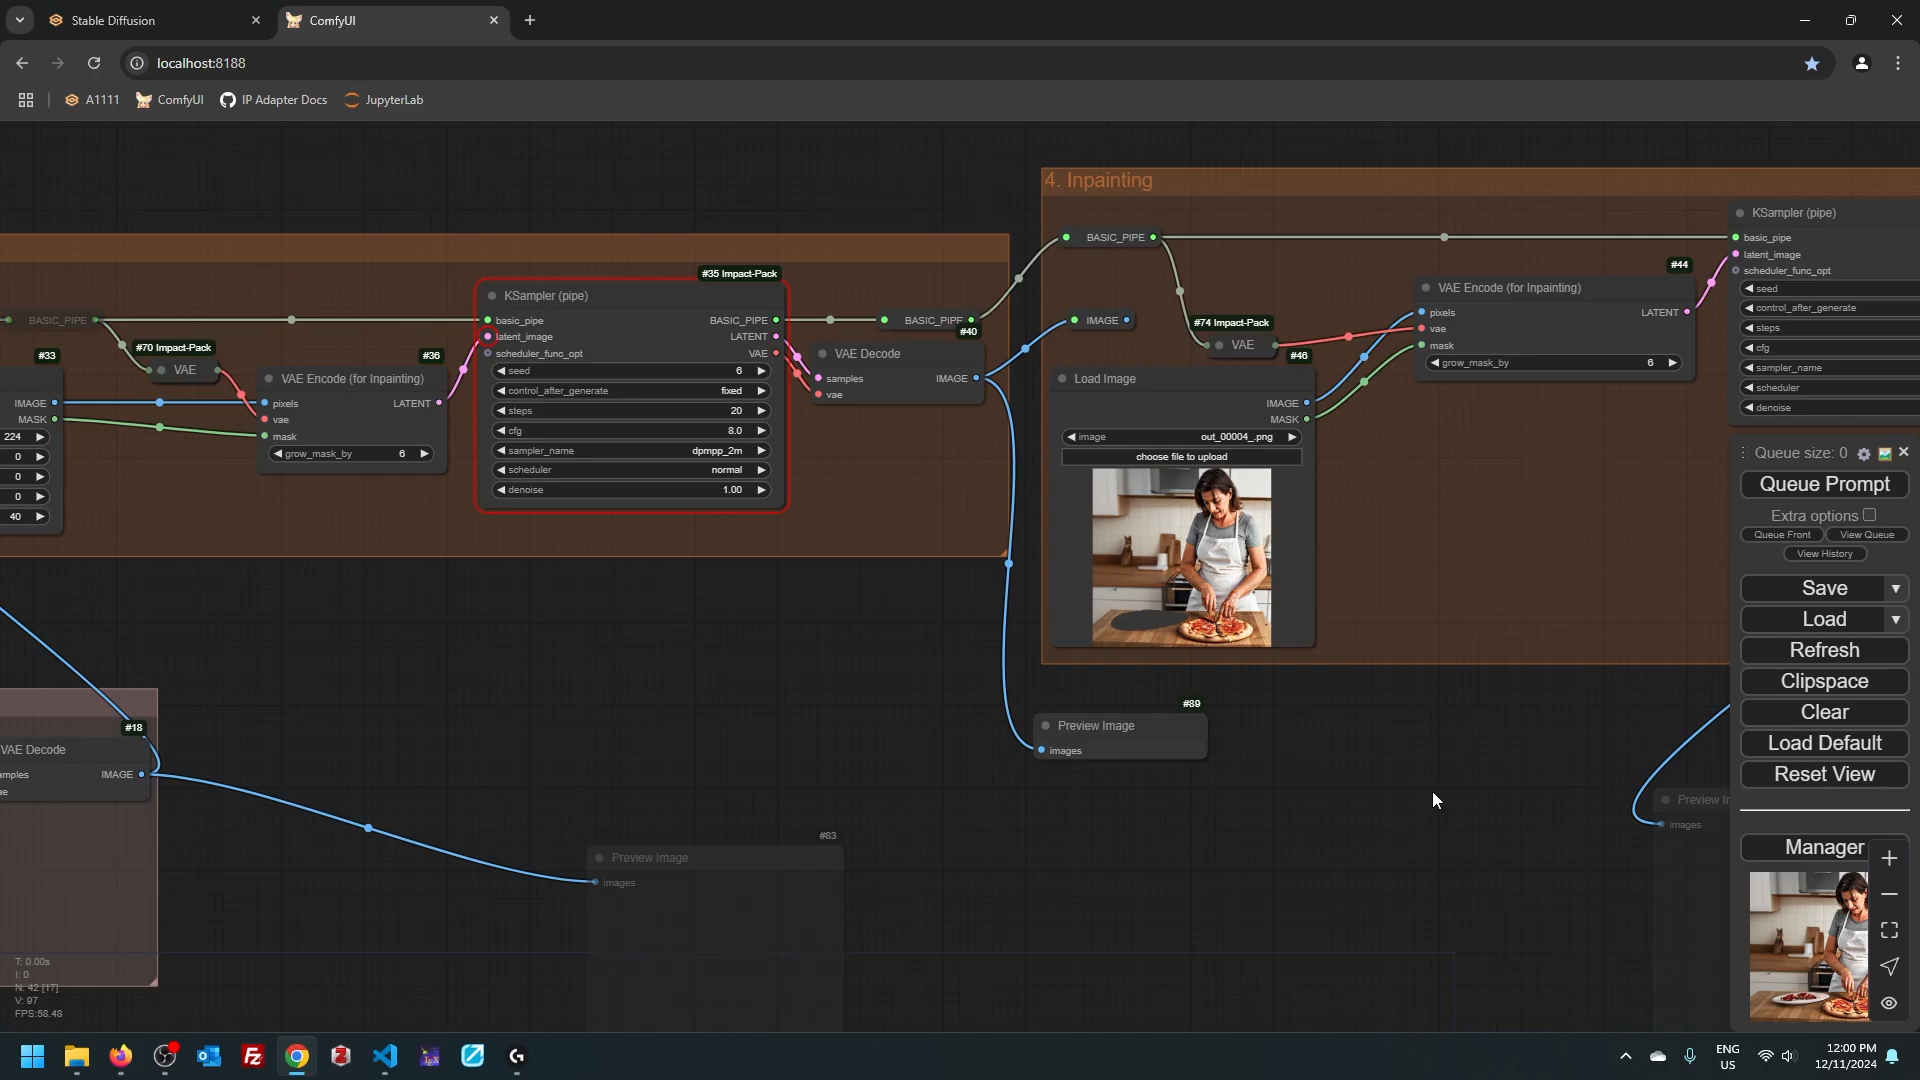 Stable Diffusion
ComfyUI
localhost:8188
A1111
ComfyUI
IP Adapter Docs
JupyterLab
4. Inpainting
KSampler (pipe)
basic_pipe
latent_image
scheduler_func_opt
seed
control_after_generate
steps
cfg
sampler_name
scheduler
denoise
BASIC_PIPE
#44
VAE Encode (for Inpainting)
pixels
LATENT
vae
mask
grow_mask_by 6
#74 Impact-Pack
VAE
IMAGE
#46
Load Image
IMAGE
MASK
image out_00004_.png
choose file to upload
#35 Impact-Pack
KSampler (pipe)
basic_pipe BASIC_PIPE
latent_image LATENT
scheduler_func_opt VAE
seed 6
control_after_generate fixed
steps 20
cfg 8.0
sampler_name dpmpp_2m
scheduler normal
denoise 1.00
BASIC_PIPE
#40
VAE Decode
samples IMAGE
vae
BASIC_PIPE
#70 Impact-Pack
VAE
#33
IMAGE
MASK
224
0
0
0
40
#36
VAE Encode (for Inpainting)
pixels LATENT
vae
mask
grow_mask_by 6
#89
Preview Image
images
#18
VAE Decode
amples IMAGE
ae
#83
Preview Image
images
Preview Ir
images
Queue size: 0
Queue Prompt
Extra options
Queue Front
View Queue
View History
Save
Load
Refresh
Clipspace
Clear
Load Default
Reset View
Manager
T: 0.00s
I: 0
N: 42 [17]
V: 97
FPS:58.48
ENG
US
12:00 PM
12/11/2024